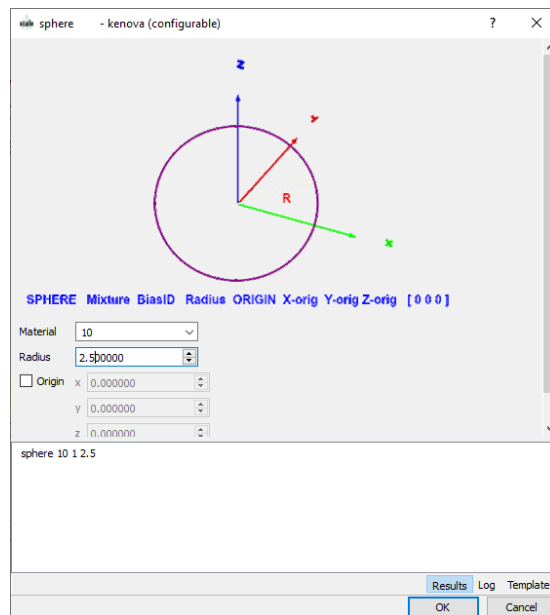 sphere - kenova (configurable)
Z
Y
R
X
SPHERE Mixture BiasID Radius ORIGIN X-orig Y-orig Z-orig [ 0 0 0 ]
Material 10
Radius 2.500000
Origin x 0.000000
y 0.000000
z 0.000000
sphere 10 1 2.5
Results Log Template
OK Cancel